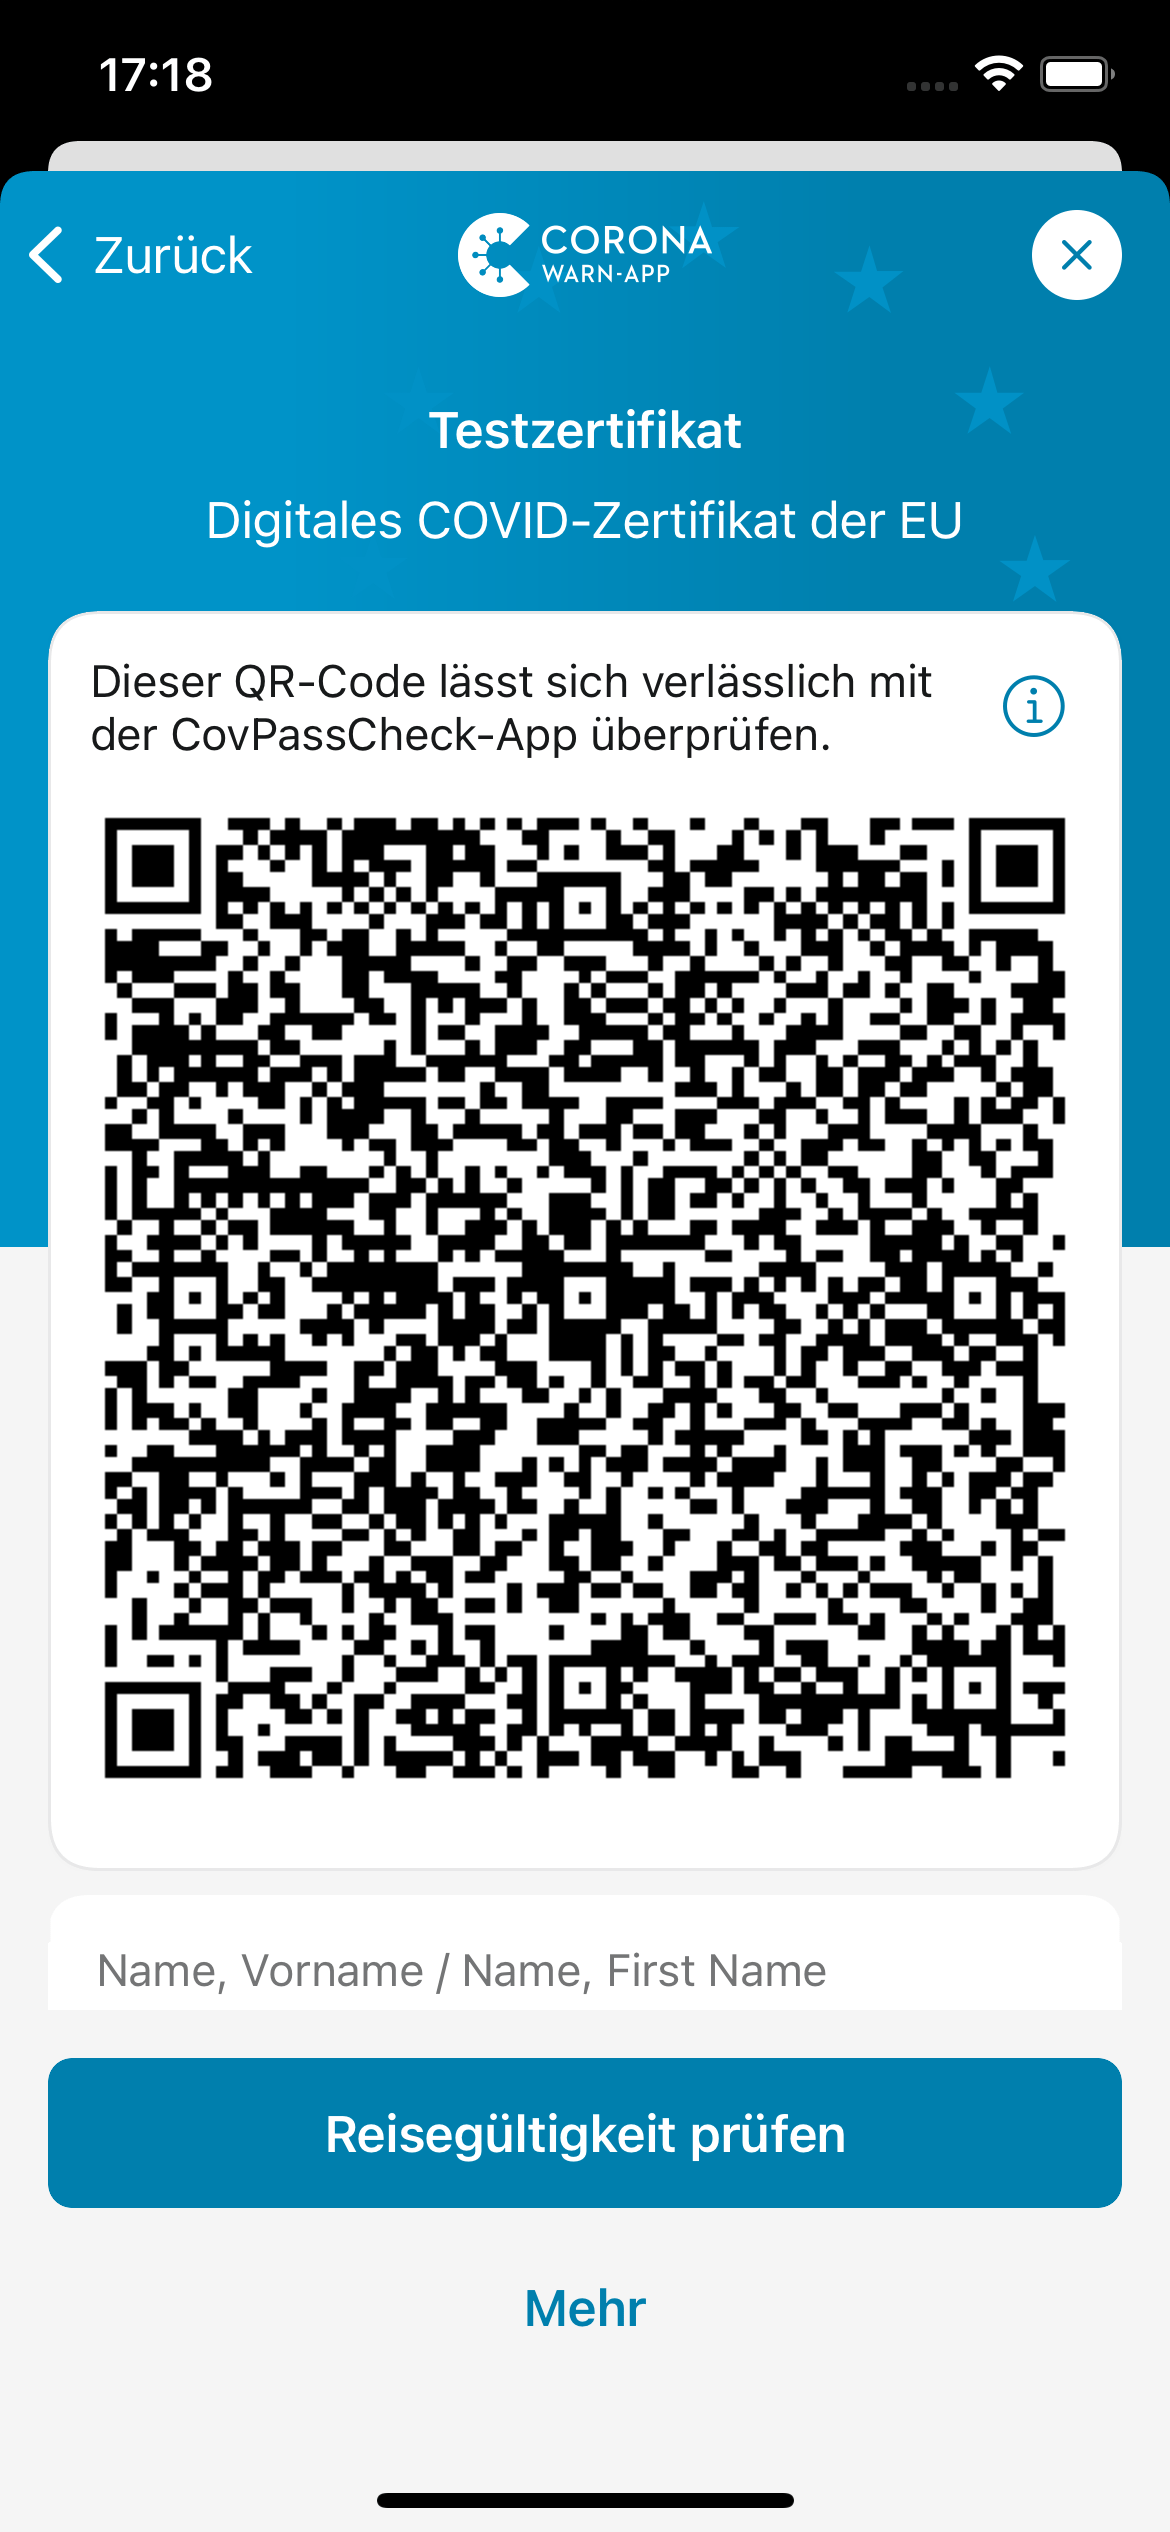 17:18
Zurück
CORONA
WARN-APP
Testzertifikat
Digitales COVID-Zertifikat der EU
Dieser QR-Code lässt sich verlässlich mit
der CovPassCheck-App überprüfen.
Name, Vorname / Name, First Name
Reisegültigkeit prüfen
Mehr